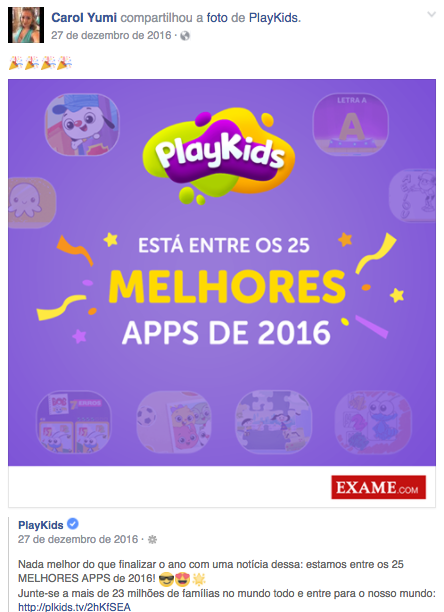 Carol Yumi compartilhou a foto de PlayKids.
27 de dezembro de 2016 ·
🎉🎉🎉🎉
LETRA A
A
PlayKids
ESTÁ ENTRE OS 25
MELHORES
APPS DE 2016
EXAME.COM
PlayKids
27 de dezembro de 2016 ·
Nada melhor do que finalizar o ano com uma notícia dessa: estamos entre os 25
MELHORES APPS de 2016! 😎😍🌟
Junte-se a mais de 23 milhões de famílias no mundo todo e entre para o nosso mundo:
http://plkids.tv/2hKfSEA